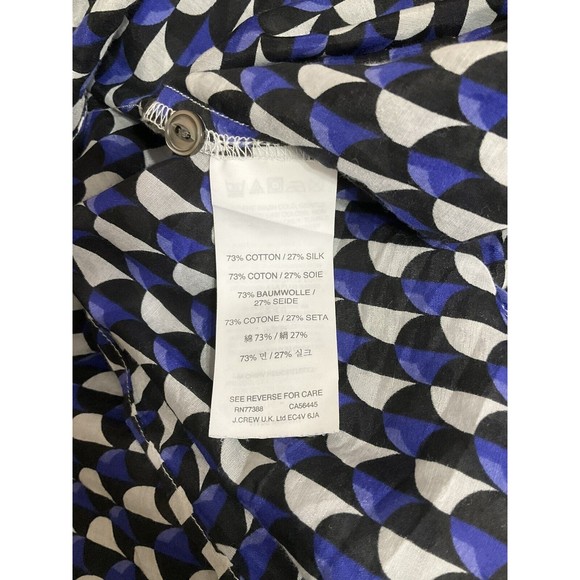 73% COTTON / 27% SILK
73% COTON / 27% SOIE
73% BAUMWOLLE /
27% SEIDE
73% COTONE / 27% SETA
綿 73% / 絹 27%
73% 면 / 27% 실크
SEE REVERSE FOR CARE
RN77388 CA56445
J.CREW U.K. Ltd EC4V 6JA